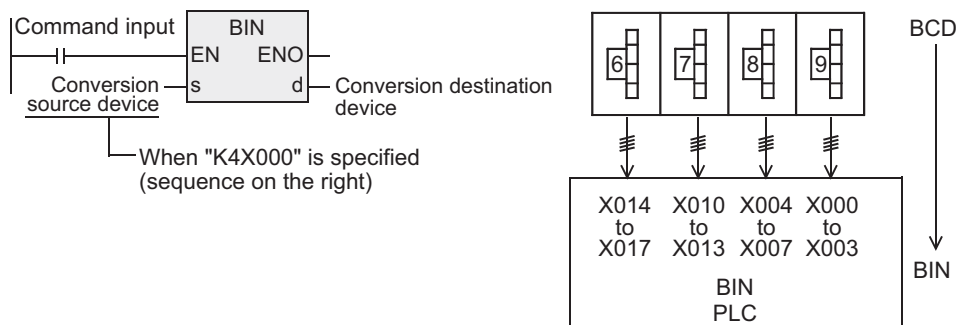 Command input
BIN
EN ENO
Conversion source device
s d
Conversion destination device
When "K4X000" is specified
(sequence on the right)
6 7 8 9
BCD
X014 to X017
X010 to X013
X004 to X007
X000 to X003
BIN
PLC
BIN